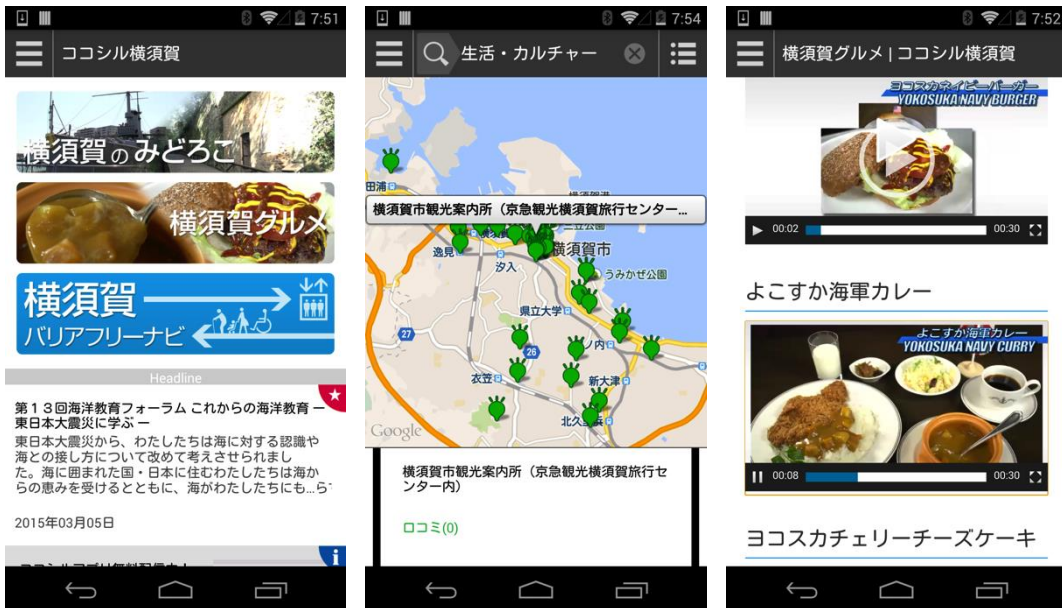 7:51
ココシル横須賀
横須賀のみどころ
横須賀グルメ
横須賀
バリアフリーナビ
Headline
第13回海洋教育フォーラム これからの海洋教育 ー
東日本大震災に学ぶ ー
東日本大震災から、わたしたちは海に対する認識や
海との接し方について改めて考えさせられまし
た。海に囲まれた国・日本に住むわたしたちは海か
らの恵みを受けるとともに、海がわたしたちにも...らす
2015年03月05日
7:54
生活・カルチャー
田浦
横須賀市観光案内所（京急観光横須賀旅行センター...
三笠公園
横須賀市
逸見
汐入
うみかぜ公園
県立大学
27
26
ノ内
衣笠
新大津
北久里浜
Google
横須賀市観光案内所（京急観光横須賀旅行セ
ンター内）
口コミ(0)
7:52
横須賀グルメ | ココシル横須賀
ヨコスカネイビーバーガー
YOKOSUKA NAVY BURGER
00:02
00:30
よこすか海軍カレー
よこすか海軍カレー
YOKOSUKA NAVY CURRY
00:08
00:30
ヨコスカチェリーチーズケーキ